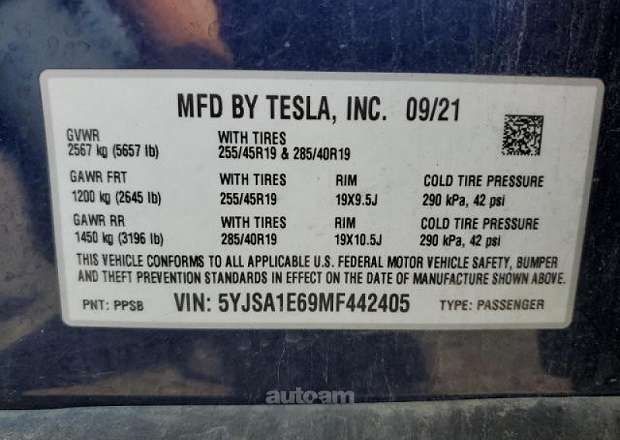 MFD BY TESLA, INC. 09/21
GVWR WITH TIRES
2567 kg (5657 lb) 255/45R19 & 285/40R19
GAWR FRT WITH TIRES RIM COLD TIRE PRESSURE
1200 kg (2645 lb) 255/45R19 19X9.5J 290 kPa, 42 psi
GAWR RR WITH TIRES RIM COLD TIRE PRESSURE
1450 kg (3196 lb) 285/40R19 19X10.5J 290 kPa, 42 psi
THIS VEHICLE CONFORMS TO ALL APPLICABLE U.S. FEDERAL MOTOR VEHICLE SAFETY, BUMPER
AND THEFT PREVENTION STANDARDS IN EFFECT ON THE DATE OF MANUFACTURE SHOWN ABOVE.
PNT: PPSB VIN: 5YJSA1E69MF442405 TYPE: PASSENGER
autoam